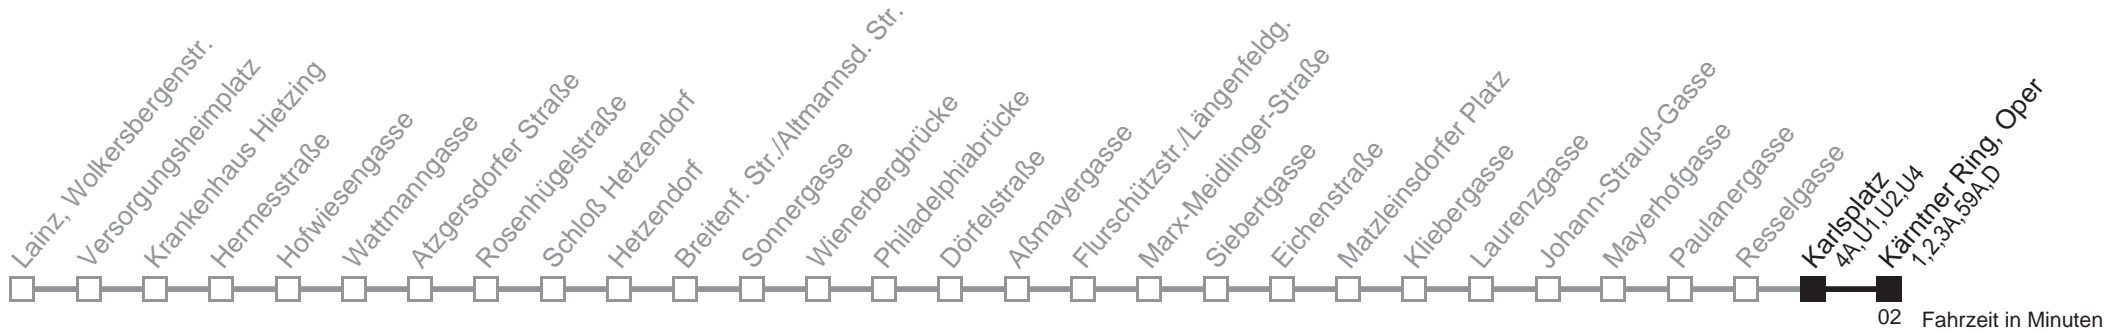 Lainz, Wolkersbergenstr.
Versorgungsheimplatz
Krankenhaus Hietzing
Hermesstraße
Hofwiesengasse
Wattmanngasse
Atzgersdorfer Straße
Rosenhügelstraße
Schloß Hetzendorf
Hetzendorf
Breitenf. Str./Altmannsd. Str.
Sonnergasse
Wienerbergbrücke
Philadelphiabrücke
Dörfelstraße
Aßmayergasse
Flurschützstr./Längenfeldg.
Marx-Meidlinger-Straße
Siebertgasse
Eichenstraße
Matzleinsdorfer Platz
Kliebergasse
Laurenzgasse
Johann-Strauß-Gasse
Mayerhofgasse
Paulanergasse
Resselgasse
Karlsplatz
4A,U1,U2,U4
Kärntner Ring, Oper
1,2,3A,59A,D
02 Fahrzeit in Minuten